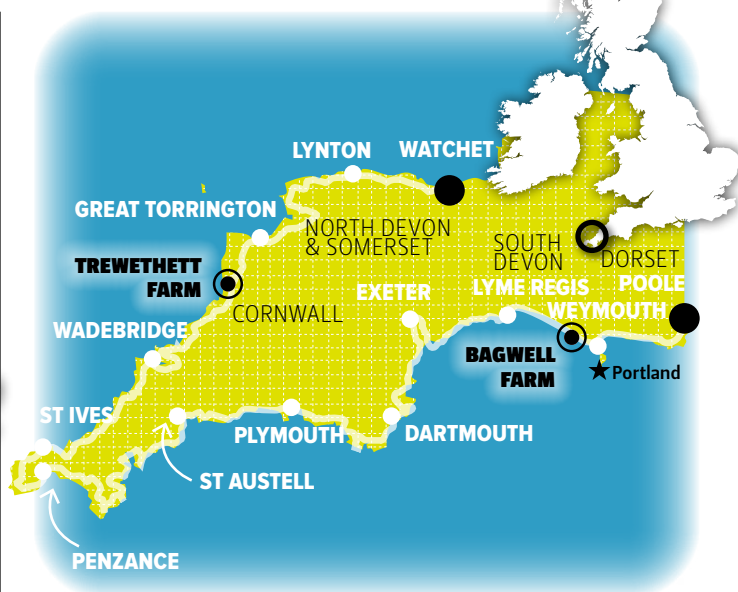 LYNTON
WATCHET
GREAT TORRINGTON
NORTH DEVON
& SOMERSET
SOUTH
DEVON
DORSET
TREWETHETT
FARM
CORNWALL
EXETER
LYME REGIS
POOLE
WEYMOUTH
WADEBRIDGE
BAGWELL
FARM
Portland
ST IVES
PLYMOUTH
DARTMOUTH
ST AUSTELL
PENZANCE